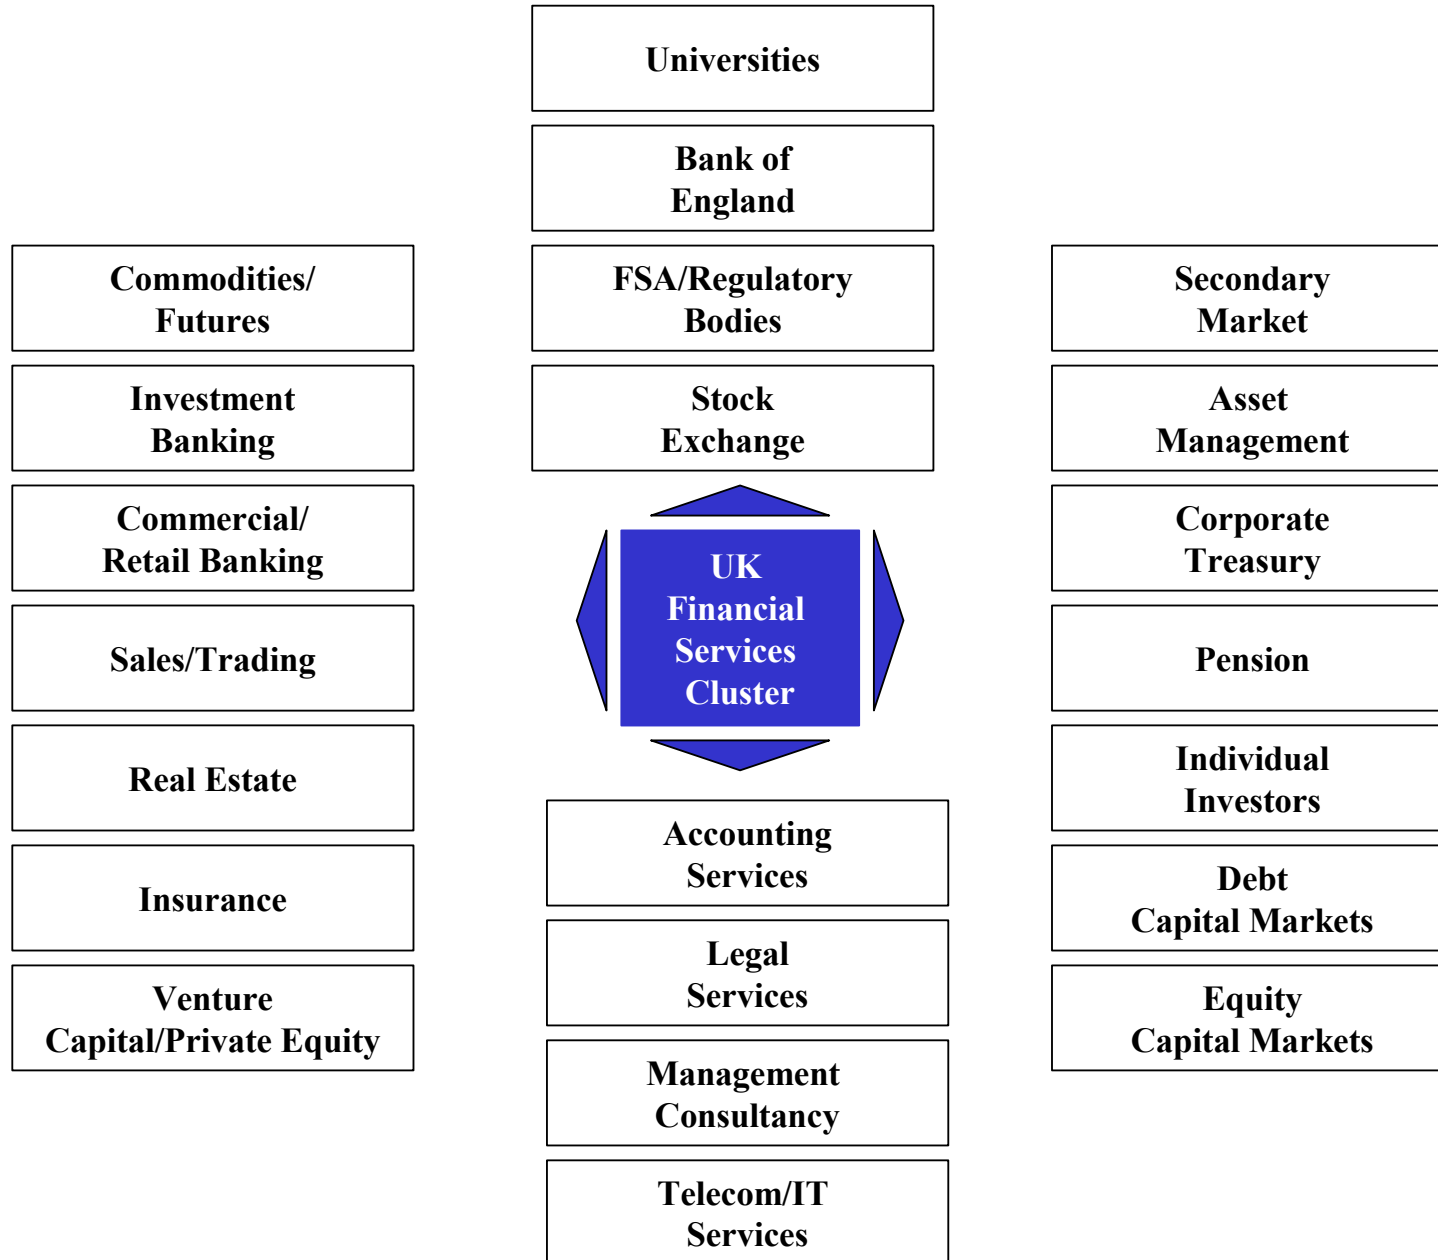 Universities
Bank of
England
FSA/Regulatory
Bodies
Stock
Exchange
Commodities/
Futures
Investment
Banking
Commercial/
Retail Banking
Sales/Trading
Real Estate
Insurance
Venture
Capital/Private Equity
UK
Financial
Services
Cluster
Secondary
Market
Asset
Management
Corporate
Treasury
Pension
Individual
Investors
Debt
Capital Markets
Equity
Capital Markets
Accounting
Services
Legal
Services
Management
Consultancy
Telecom/IT
Services